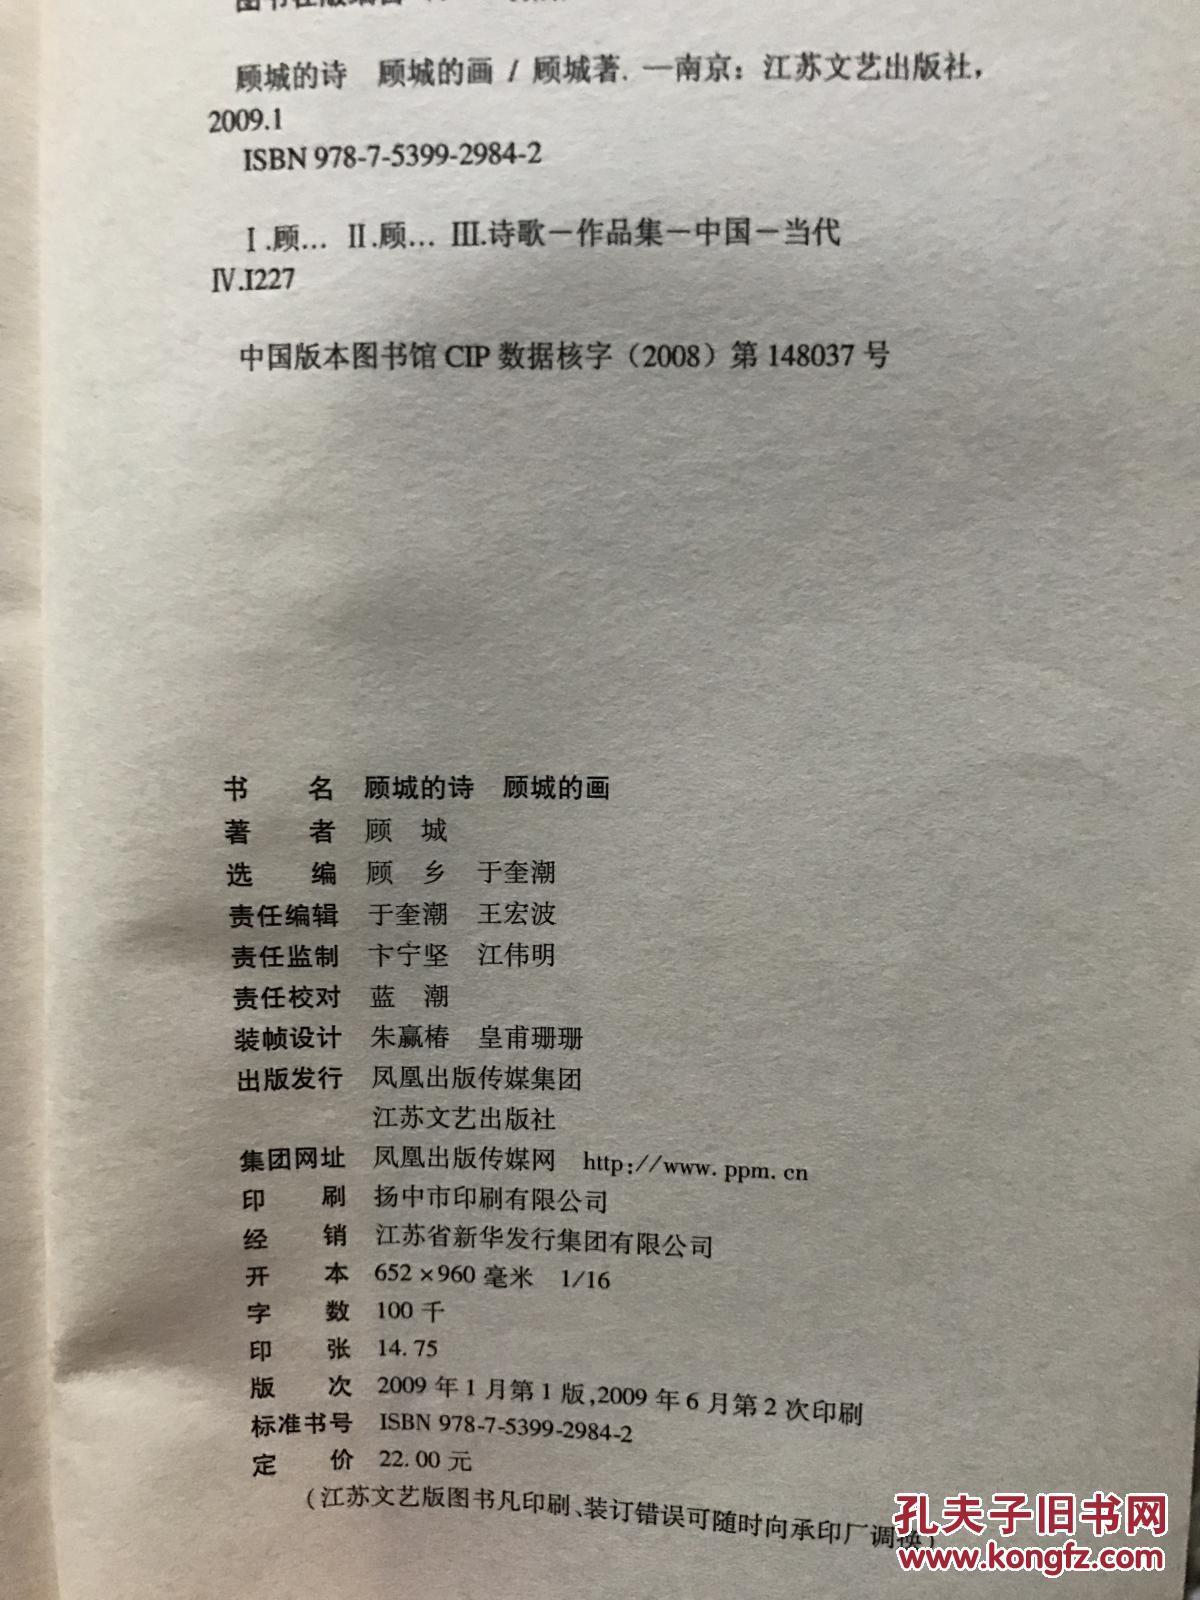 顾城的诗　顾城的画 / 顾城著. —南京：江苏文艺出版社，
2009.1
ISBN 978-7-5399-2984-2
Ⅰ.顾… Ⅱ.顾… Ⅲ.诗歌－作品集－中国－当代
Ⅳ.I227
中国版本图书馆 CIP 数据核字（2008）第 148037 号
书　　名　顾城的诗　顾城的画
著　　者　顾　城
选　　编　顾　乡　于奎潮
责任编辑　于奎潮　王宏波
责任监制　卞宁坚　江伟明
责任校对　蓝　潮
装帧设计　朱赢椿　皇甫珊珊
出版发行　凤凰出版传媒集团
江苏文艺出版社
集团网址　凤凰出版传媒网　http://www.ppm.cn
印　　刷　扬中市印刷有限公司
经　　销　江苏省新华发行集团有限公司
开　　本　652×960 毫米　1/16
字　　数　100 千
印　　张　14.75
版　　次　2009 年 1 月第 1 版,2009 年 6 月第 2 次印刷
标准书号　ISBN 978-7-5399-2984-2
定　　价　22.00 元
（江苏文艺版图书凡印刷、装订错误可随时向承印厂调换）
孔夫子旧书网
www.kongfz.com